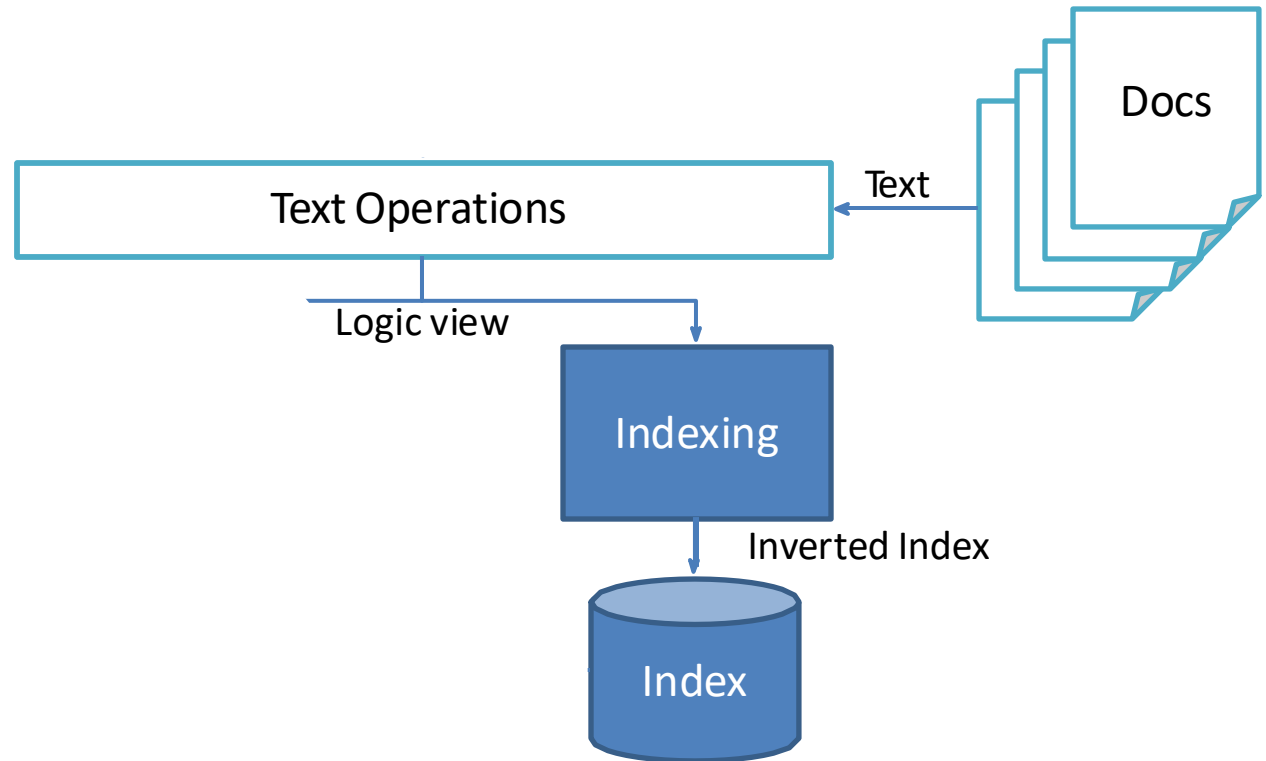 Docs
Text
Text Operations
Logic view
Indexing
Inverted Index
Index